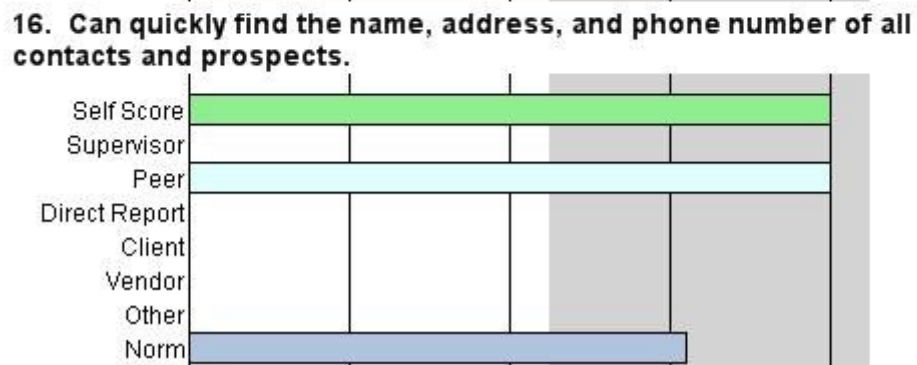 16. Can quickly find the name, address, and phone number of all
contacts and prospects.
Self Score
Supervisor
Peer
Direct Report
Client
Vendor
Other
Norm